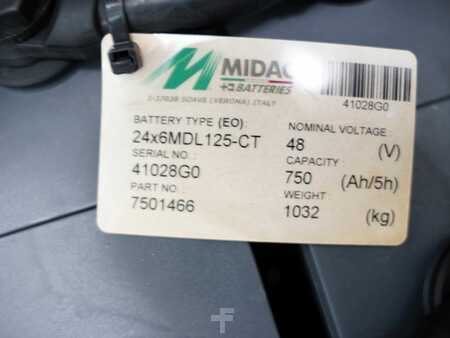 MIDAC
BATTERIES
I-37038 SOAVE (VERONA) ITALY
41028G0
BATTERY TYPE (EO):
24x6MDL125-CT
NOMINAL VOLTAGE
48 (V)
SERIAL NO.:
41028G0
CAPACITY
750 (Ah/5h)
PART NO.
7501466
WEIGHT:
1032 (kg)